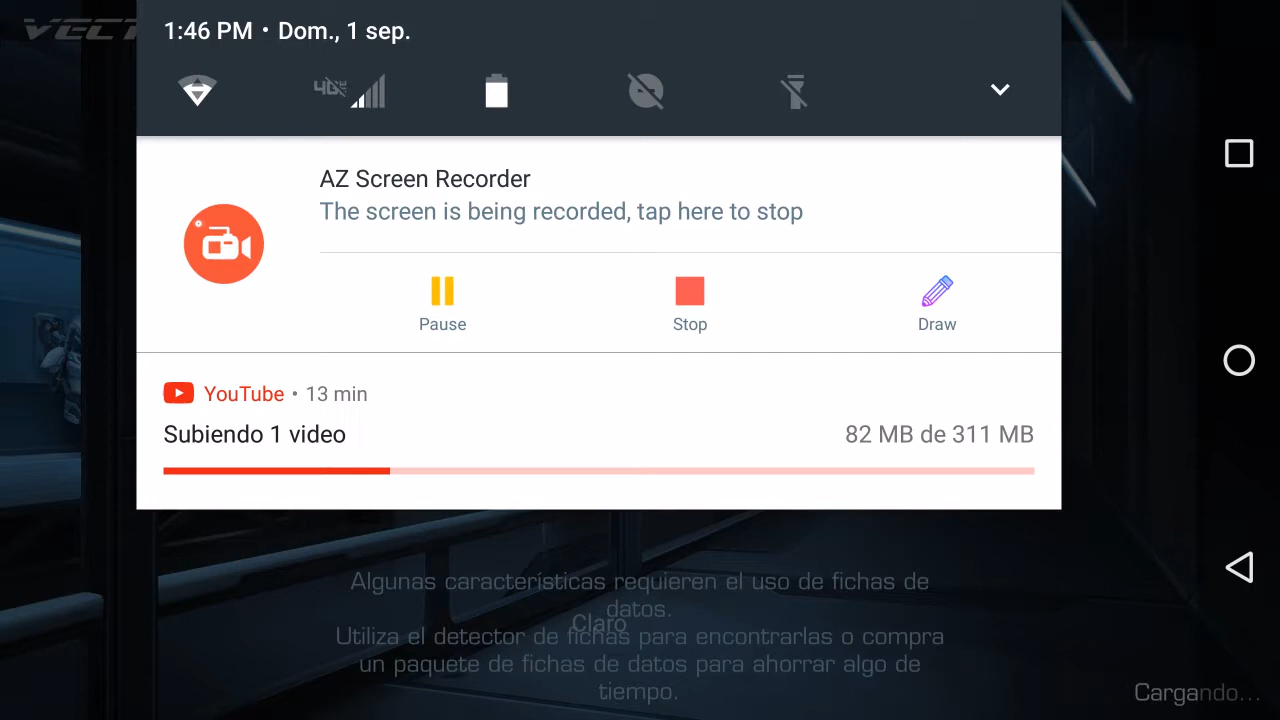 VECT
1:46 PM • Dom., 1 sep.
4G LTE
AZ Screen Recorder
The screen is being recorded, tap here to stop
Pause
Stop
Draw
YouTube • 13 min
Subiendo 1 video
82 MB de 311 MB
Algunas características requieren el uso de fichas de
datos.
Claro
Utiliza el detector de fichas para encontrarlas o compra
un paquete de fichas de datos para ahorrar algo de
tiempo.
Cargando...